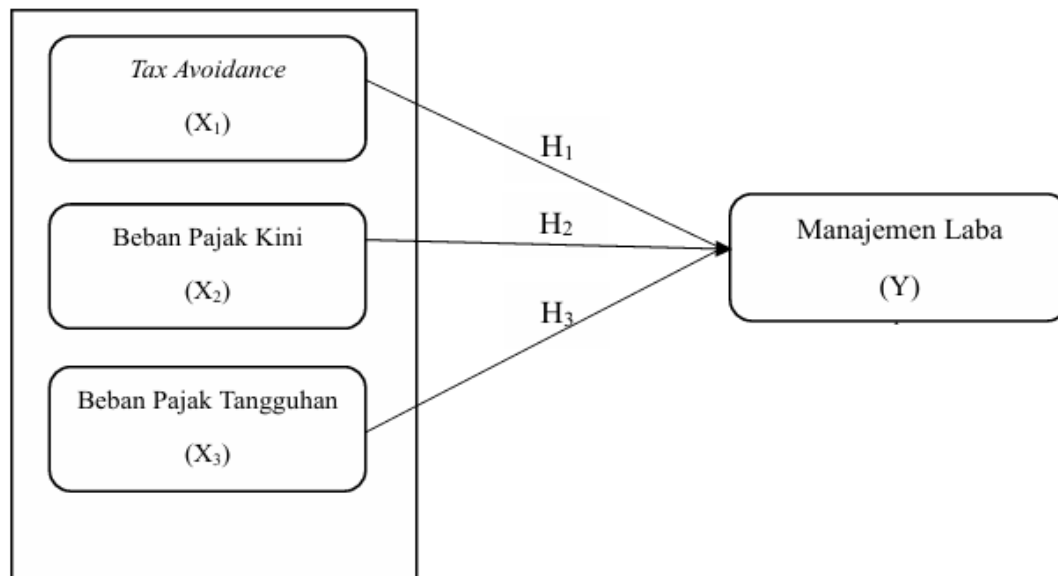 Tax Avoidance
(X₁)
H₁
Beban Pajak Kini
(X₂)
H₂
Manajemen Laba
(Y)
H₃
Beban Pajak Tangguhan
(X₃)